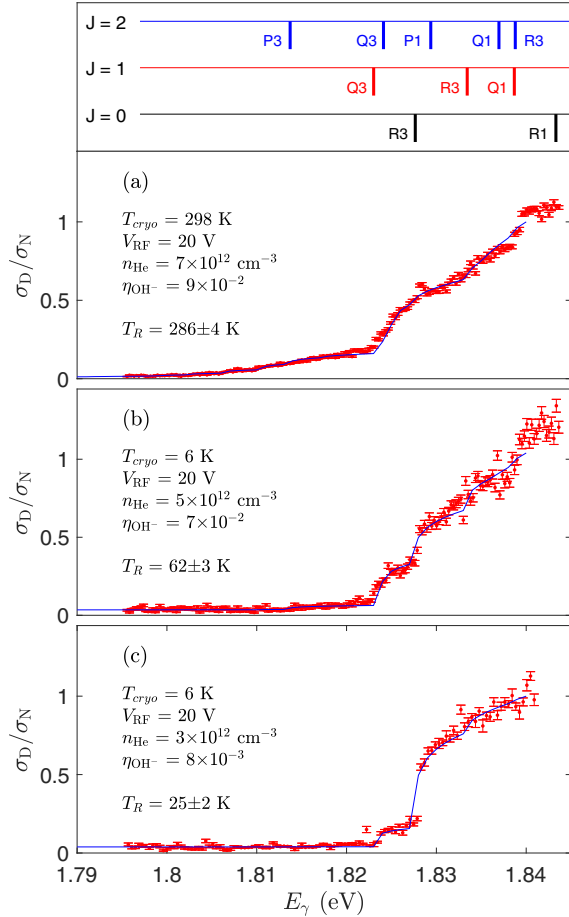 J = 2
P3 Q3 P1 Q1 R3
J = 1
Q3 R3 Q1
J = 0
R3 R1
(a)
T_cryo = 298 K
V_RF = 20 V
n_He = 7×10^12 cm^−3
η_OH^− = 9×10^−2
T_R = 286±4 K
σ_D/σ_N
1
0.5
0
(b)
T_cryo = 6 K
V_RF = 20 V
n_He = 5×10^12 cm^−3
η_OH^− = 7×10^−2
T_R = 62±3 K
σ_D/σ_N
1
0.5
0
(c)
T_cryo = 6 K
V_RF = 20 V
n_He = 3×10^12 cm^−3
η_OH^− = 8×10^−3
T_R = 25±2 K
σ_D/σ_N
1
0.5
0
1.79 1.8 1.81 1.82 1.83 1.84
E_γ (eV)